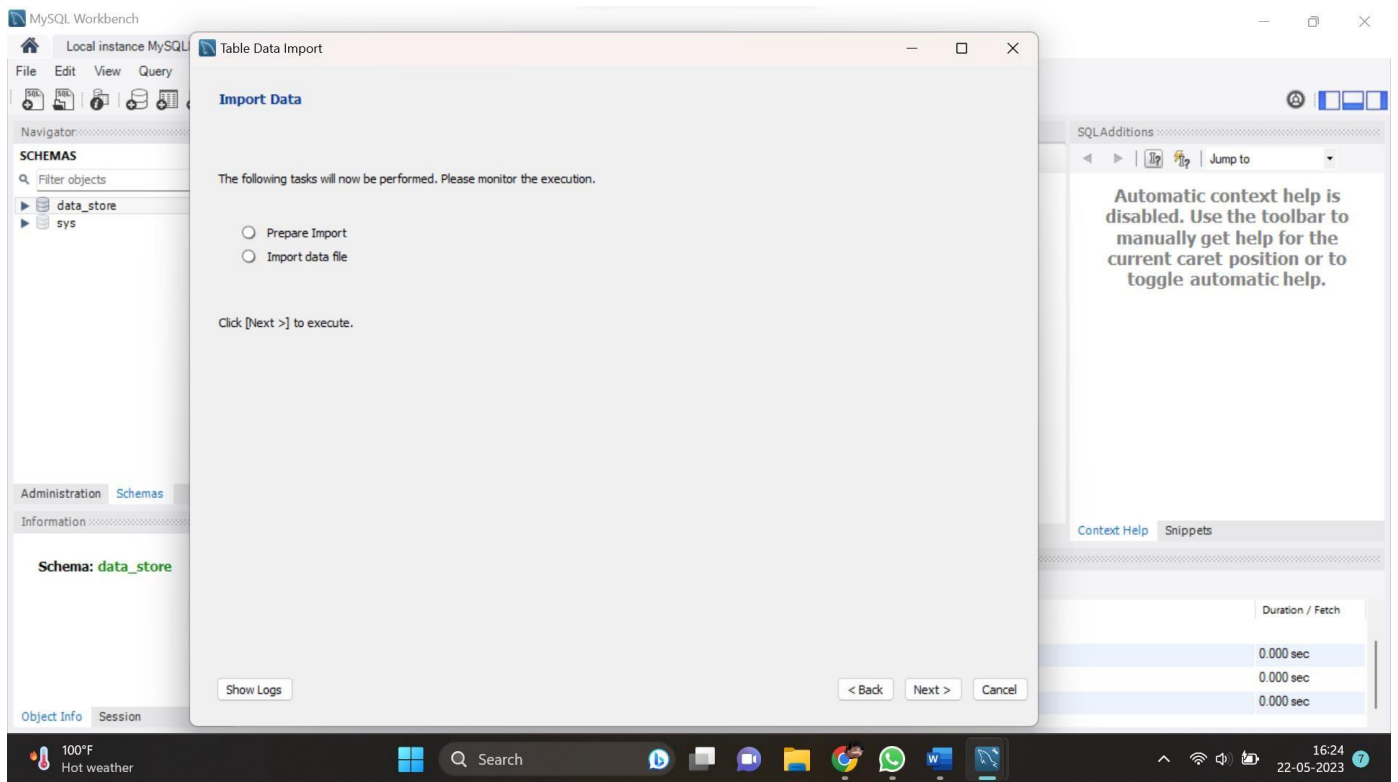 MySQL Workbench
Local instance MySQL
Table Data Import
File Edit View Query
Import Data
Navigator
SCHEMAS
Filter objects
data_store
sys
The following tasks will now be performed. Please monitor the execution.
Prepare Import
Import data file
Click [Next >] to execute.
SQLAdditions
Jump to
Automatic context help is
disabled. Use the toolbar to
manually get help for the
current caret position or to
toggle automatic help.
Administration Schemas
Information
Schema: data_store
Context Help Snippets
Duration / Fetch
0.000 sec
0.000 sec
0.000 sec
Show Logs
< Back Next > Cancel
Object Info Session
100°F
Hot weather
Search
16:24
22-05-2023
7